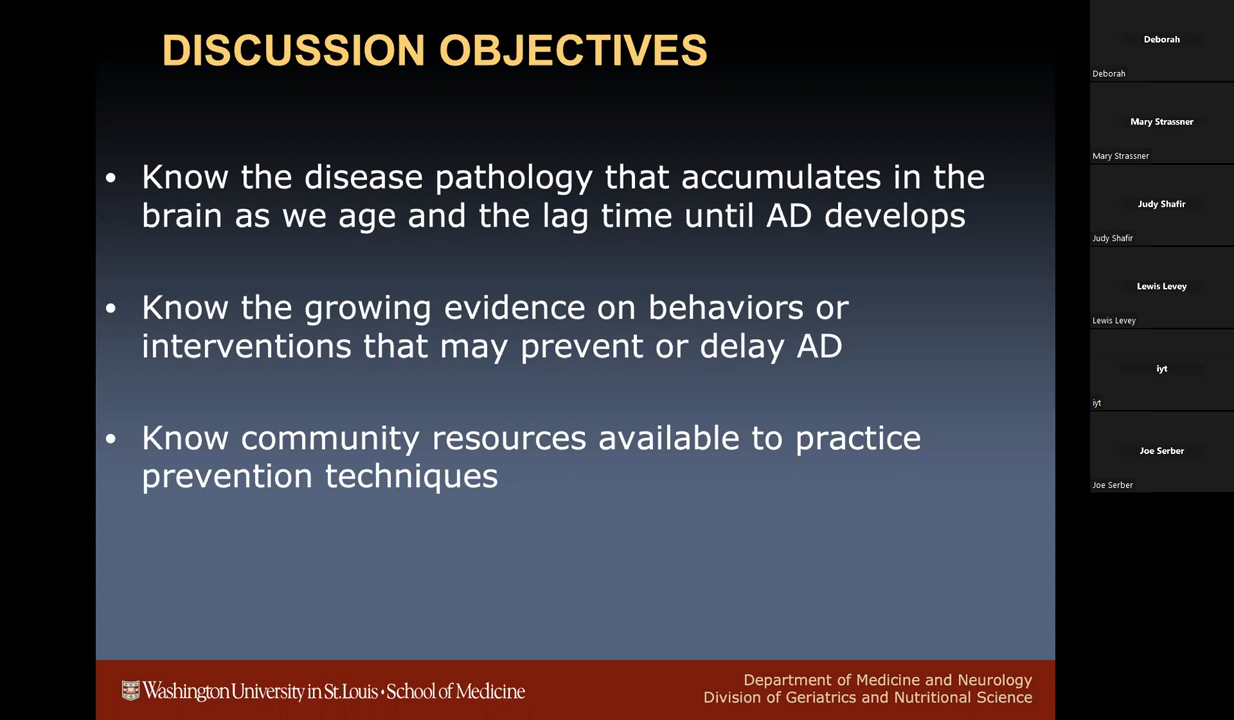 DISCUSSION OBJECTIVES
• Know the disease pathology that accumulates in the
brain as we age and the lag time until AD develops
• Know the growing evidence on behaviors or
interventions that may prevent or delay AD
• Know community resources available to practice
prevention techniques
Washington University in St. Louis • School of Medicine
Department of Medicine and Neurology
Division of Geriatrics and Nutritional Science
Deborah
Deborah
Mary Strassner
Mary Strassner
Judy Shafir
Judy Shafir
Lewis Levey
Lewis Levey
iyt
iyt
Joe Serber
Joe Serber